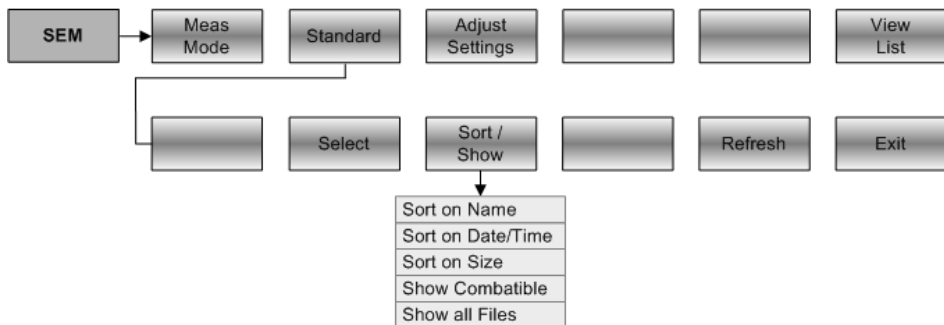 SEM
Meas
Mode
Standard
Adjust
Settings
View
List
Select
Sort /
Show
Refresh
Exit
Sort on Name
Sort on Date/Time
Sort on Size
Show Combatible
Show all Files